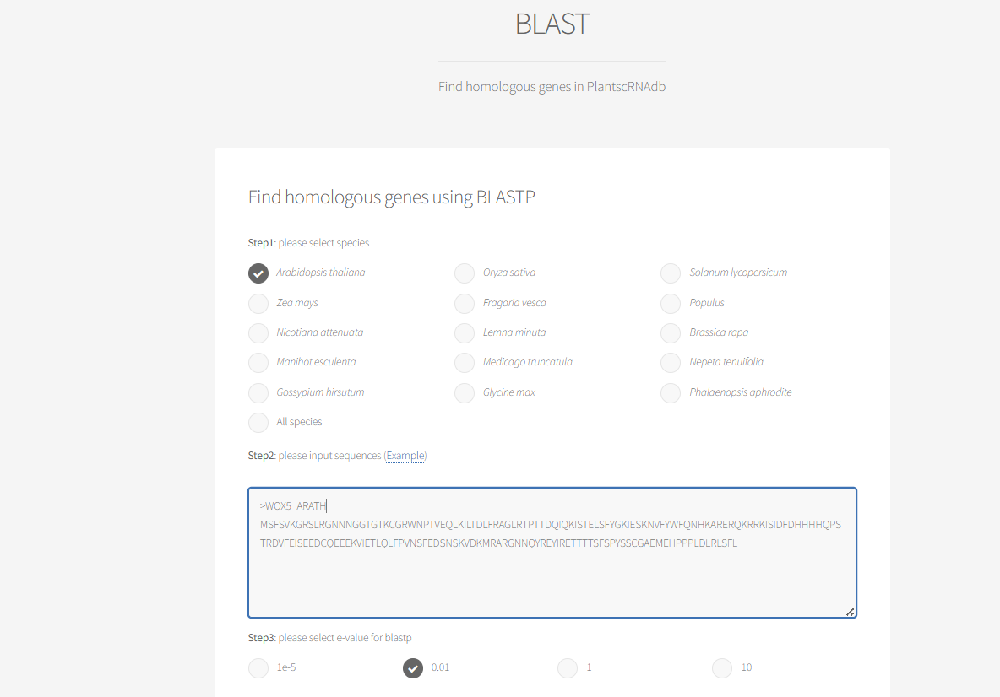 BLAST
Find homologous genes in PlantscRNAdb
Find homologous genes using BLASTP
Step1: please select species
Arabidopsis thaliana Oryza sativa Solanum lycopersicum
Zea mays Fragaria vesca Populus
Nicotiana attenuata Lemna minuta Brassica rapa
Manihot esculenta Medicago truncatula Nepeta tenuifolia
Gossypium hirsutum Glycine max Phalaenopsis aphrodite
All species
Step2: please input sequences (Example)
>WOX5_ARATH
MSFSVKGRSLRGNNNGGTGTKCGRWNPTVEQLKILTDLFRAGLRTPTTDQIQKISTELSFYGKIESKNVFYWFQNHKARERQKRRKISIDFDHHHHQPS
TRDVFEISEEDCQEEEKVIETLQLFPVNSFEDSNSKVDKMRARGNNQYREYIRETTTTSFSPYSSCGAEMEHPPPLDLRLSFL
Step3: please select e-value for blastp
1e-5 0.01 1 10